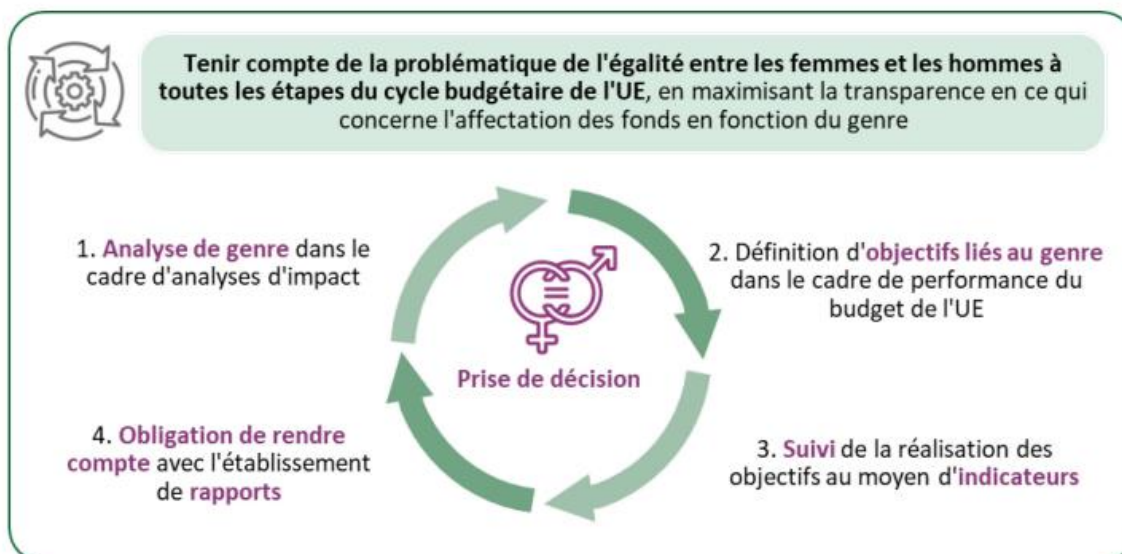 Tenir compte de la problématique de l'égalité entre les femmes et les hommes à
toutes les étapes du cycle budgétaire de l'UE, en maximisant la transparence en ce qui
concerne l'affectation des fonds en fonction du genre
1. Analyse de genre dans le
cadre d'analyses d'impact
2. Définition d'objectifs liés au genre
dans le cadre de performance du
budget de l'UE
Prise de décision
3. Suivi de la réalisation des
objectifs au moyen d'indicateurs
4. Obligation de rendre
compte avec l'établissement
de rapports